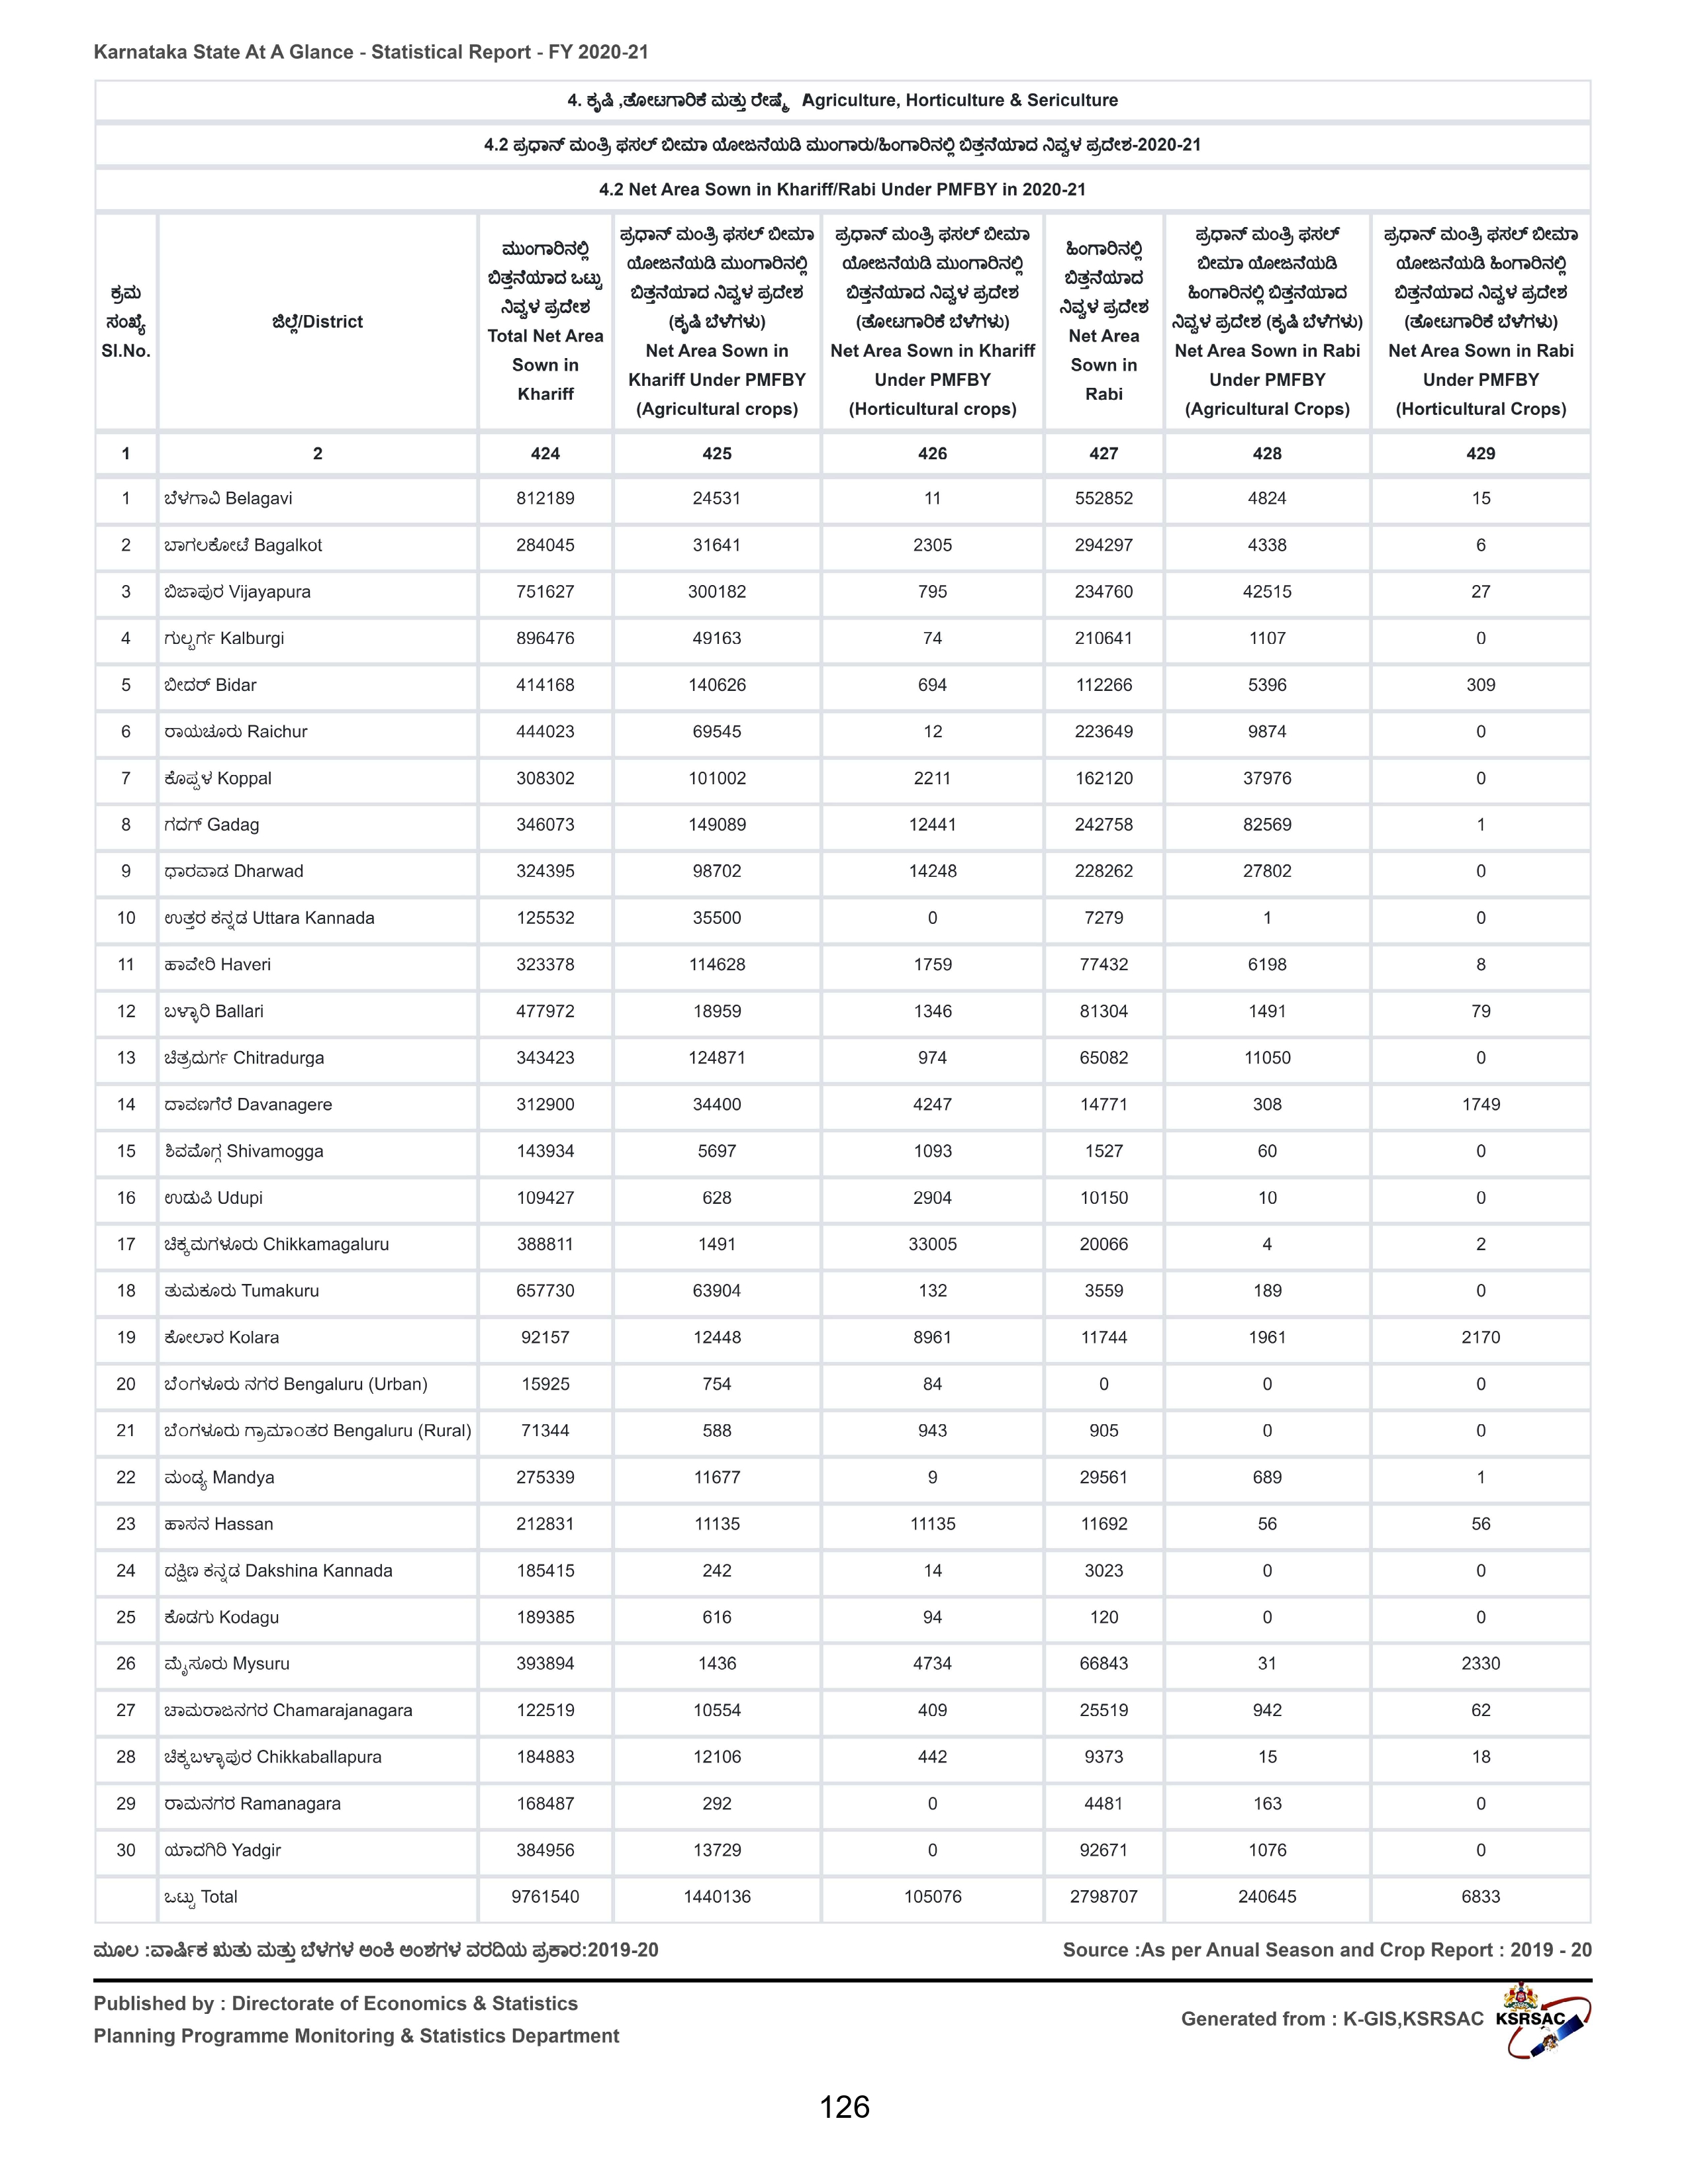 Karnataka State At A Glance - Statistical Report - FY 2020-21
4. ಕೃಷಿ ,ತೋಟಗಾರಿಕೆ ಮತ್ತು ರೇಷ್ಮೆ Agriculture, Horticulture & Sericulture
4.2 ಪ್ರಧಾನ್ ಮಂತ್ರಿ ಫಸಲ್ ಬೀಮಾ ಯೋಜನೆಯಡಿ ಮುಂಗಾರು/ಹಿಂಗಾರಿನಲ್ಲಿ ಬಿತ್ತನೆಯಾದ ನಿವ್ವಳ ಪ್ರದೇಶ-2020-21
4.2 Net Area Sown in Khariff/Rabi Under PMFBY in 2020-21
ಕ್ರಮ
ಸಂಖ್ಯೆ
Sl.No.
ಜಿಲ್ಲೆ/District
ಮುಂಗಾರಿನಲ್ಲಿ
ಬಿತ್ತನೆಯಾದ ಒಟ್ಟು
ನಿವ್ವಳ ಪ್ರದೇಶ
Total Net Area
Sown in
Khariff
ಪ್ರಧಾನ್ ಮಂತ್ರಿ ಫಸಲ್ ಬೀಮಾ
ಯೋಜನೆಯಡಿ ಮುಂಗಾರಿನಲ್ಲಿ
ಬಿತ್ತನೆಯಾದ ನಿವ್ವಳ ಪ್ರದೇಶ
(ಕೃಷಿ ಬೆಳೆಗಳು)
Net Area Sown in
Khariff Under PMFBY
(Agricultural crops)
ಪ್ರಧಾನ್ ಮಂತ್ರಿ ಫಸಲ್ ಬೀಮಾ
ಯೋಜನೆಯಡಿ ಮುಂಗಾರಿನಲ್ಲಿ
ಬಿತ್ತನೆಯಾದ ನಿವ್ವಳ ಪ್ರದೇಶ
(ತೋಟಗಾರಿಕೆ ಬೆಳೆಗಳು)
Net Area Sown in Khariff
Under PMFBY
(Horticultural crops)
ಹಿಂಗಾರಿನಲ್ಲಿ
ಬಿತ್ತನೆಯಾದ
ನಿವ್ವಳ ಪ್ರದೇಶ
Net Area
Sown in
Rabi
ಪ್ರಧಾನ್ ಮಂತ್ರಿ ಫಸಲ್
ಬೀಮಾ ಯೋಜನೆಯಡಿ
ಹಿಂಗಾರಿನಲ್ಲಿ ಬಿತ್ತನೆಯಾದ
ನಿವ್ವಳ ಪ್ರದೇಶ (ಕೃಷಿ ಬೆಳೆಗಳು)
Net Area Sown in Rabi
Under PMFBY
(Agricultural Crops)
ಪ್ರಧಾನ್ ಮಂತ್ರಿ ಫಸಲ್ ಬೀಮಾ
ಯೋಜನೆಯಡಿ ಹಿಂಗಾರಿನಲ್ಲಿ
ಬಿತ್ತನೆಯಾದ ನಿವ್ವಳ ಪ್ರದೇಶ
(ತೋಟಗಾರಿಕೆ ಬೆಳೆಗಳು)
Net Area Sown in Rabi
Under PMFBY
(Horticultural Crops)
1 2 424 425 426 427 428 429
1 ಬೆಳಗಾವಿ Belagavi 812189 24531 11 552852 4824 15
2 ಬಾಗಲಕೋಟೆ Bagalkot 284045 31641 2305 294297 4338 6
3 ಬಿಜಾಪುರ Vijayapura 751627 300182 795 234760 42515 27
4 ಗುಲ್ಬರ್ಗ Kalburgi 896476 49163 74 210641 1107 0
5 ಬೀದರ್ Bidar 414168 140626 694 112266 5396 309
6 ರಾಯಚೂರು Raichur 444023 69545 12 223649 9874 0
7 ಕೊಪ್ಪಳ Koppal 308302 101002 2211 162120 37976 0
8 ಗದಗ್ Gadag 346073 149089 12441 242758 82569 1
9 ಧಾರವಾಡ Dharwad 324395 98702 14248 228262 27802 0
10 ಉತ್ತರ ಕನ್ನಡ Uttara Kannada 125532 35500 0 7279 1 0
11 ಹಾವೇರಿ Haveri 323378 114628 1759 77432 6198 8
12 ಬಳ್ಳಾರಿ Ballari 477972 18959 1346 81304 1491 79
13 ಚಿತ್ರದುರ್ಗ Chitradurga 343423 124871 974 65082 11050 0
14 ದಾವಣಗೆರೆ Davanagere 312900 34400 4247 14771 308 1749
15 ಶಿವಮೊಗ್ಗ Shivamogga 143934 5697 1093 1527 60 0
16 ಉಡುಪಿ Udupi 109427 628 2904 10150 10 0
17 ಚಿಕ್ಕಮಗಳೂರು Chikkamagaluru 388811 1491 33005 20066 4 2
18 ತುಮಕೂರು Tumakuru 657730 63904 132 3559 189 0
19 ಕೋಲಾರ Kolara 92157 12448 8961 11744 1961 2170
20 ಬೆಂಗಳೂರು ನಗರ Bengaluru (Urban) 15925 754 84 0 0 0
21 ಬೆಂಗಳೂರು ಗ್ರಾಮಾಂತರ Bengaluru (Rural) 71344 588 943 905 0 0
22 ಮಂಡ್ಯ Mandya 275339 11677 9 29561 689 1
23 ಹಾಸನ Hassan 212831 11135 11135 11692 56 56
24 ದಕ್ಷಿಣ ಕನ್ನಡ Dakshina Kannada 185415 242 14 3023 0 0
25 ಕೊಡಗು Kodagu 189385 616 94 120 0 0
26 ಮೈಸೂರು Mysuru 393894 1436 4734 66843 31 2330
27 ಚಾಮರಾಜನಗರ Chamarajanagara 122519 10554 409 25519 942 62
28 ಚಿಕ್ಕಬಳ್ಳಾಪುರ Chikkaballapura 184883 12106 442 9373 15 18
29 ರಾಮನಗರ Ramanagara 168487 292 0 4481 163 0
30 ಯಾದಗಿರಿ Yadgir 384956 13729 0 92671 1076 0
ಒಟ್ಟು Total 9761540 1440136 105076 2798707 240645 6833
ಮೂಲ :ವಾರ್ಷಿಕ ಋತು ಮತ್ತು ಬೆಳಗಳ ಅಂಕಿ ಅಂಶಗಳ ವರದಿಯ ಪ್ರಕಾರ:2019-20 Source :As per Anual Season and Crop Report : 2019 - 20
Published by : Directorate of Economics & Statistics
Planning Programme Monitoring & Statistics Department
Generated from : K-GIS,KSRSAC KSRSAC
126